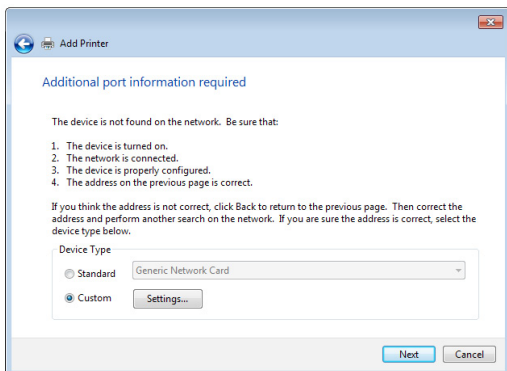 Add Printer
Additional port information required
The device is not found on the network.  Be sure that:
1.  The device is turned on.
2.  The network is connected.
3.  The device is properly configured.
4.  The address on the previous page is correct.
If you think the address is not correct, click Back to return to the previous page.  Then correct the
address and perform another search on the network.  If you are sure the address is correct, select the
device type below.
Device Type
Standard Generic Network Card
Custom Settings...
Next Cancel